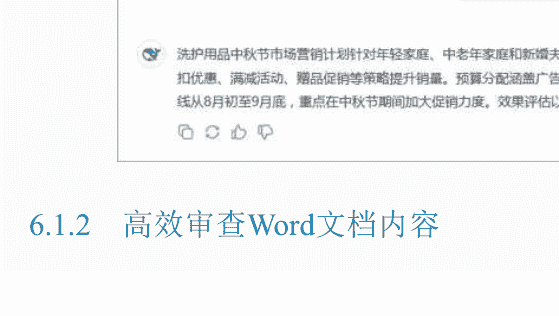 洗护用品中秋节市场营销计划针对年轻家庭、中老年家庭和新婚夫
扣优惠、满减活动、赠品促销等策略提升销量。预算分配涵盖广告
线从8月初至9月底，重点在中秋节期间加大促销力度。效果评估以
6.1.2 高效审查Word文档内容